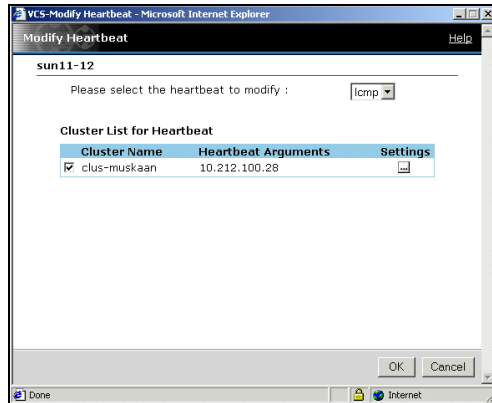 VCS-Modify Heartbeat - Microsoft Internet Explorer
Modify Heartbeat Help
sun11-12
Please select the heartbeat to modify : Icmp
Cluster List for Heartbeat
Cluster Name Heartbeat Arguments Settings
clus-muskaan 10.212.100.28 ...
OK Cancel
Done Internet